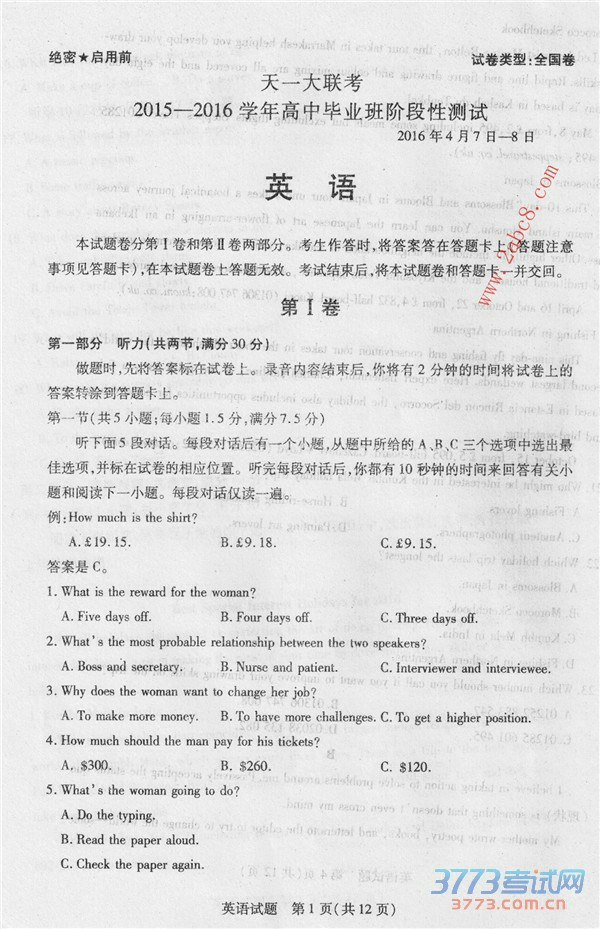 绝密★启用前
试卷类型:全国卷
天一大联考
2015—2016学年高中毕业班阶段性测试
2016年4月7日—8日
英 语
本试题卷分第Ⅰ卷和第Ⅱ卷两部分。考生作答时,将答案答在答题卡上(答题注意
事项见答题卡),在本试题卷上答题无效。考试结束后,将本试题卷和答题卡一并交回。
www.2abc8.com
第Ⅰ卷
第一部分 听力(共两节,满分30分)
做题时,先将答案标在试卷上。录音内容结束后,你将有2分钟的时间将试卷上的
答案转涂到答题卡上。
第一节(共5小题;每小题1.5分,满分7.5分)
听下面5段对话。每段对话后有一个小题,从题中所给的A、B、C三个选项中选出最
佳选项,并标在试卷的相应位置。听完每段对话后,你都有10秒钟的时间来回答有关小
题和阅读下一小题。每段对话仅读一遍。
例:How much is the shirt?
A. £19.15. B. £9.18. C. £9.15.
答案是C。
1. What is the reward for the woman?
A. Five days off. B. Four days off. C. Three days off.
2. What's the most probable relationship between the two speakers?
A. Boss and secretary. B. Nurse and patient. C. Interviewer and interviewee.
3. Why does the woman want to change her job?
A. To make more money. B. To have more challenges. C. To get a higher position.
4. How much should the man pay for his tickets?
A. $300. B. $260. C. $120.
5. What's the woman going to do?
A. Do the typing.
B. Read the paper aloud.
C. Check the paper again.
英语试题 第1页(共12页)
3773考试网
www.3773.com.cn